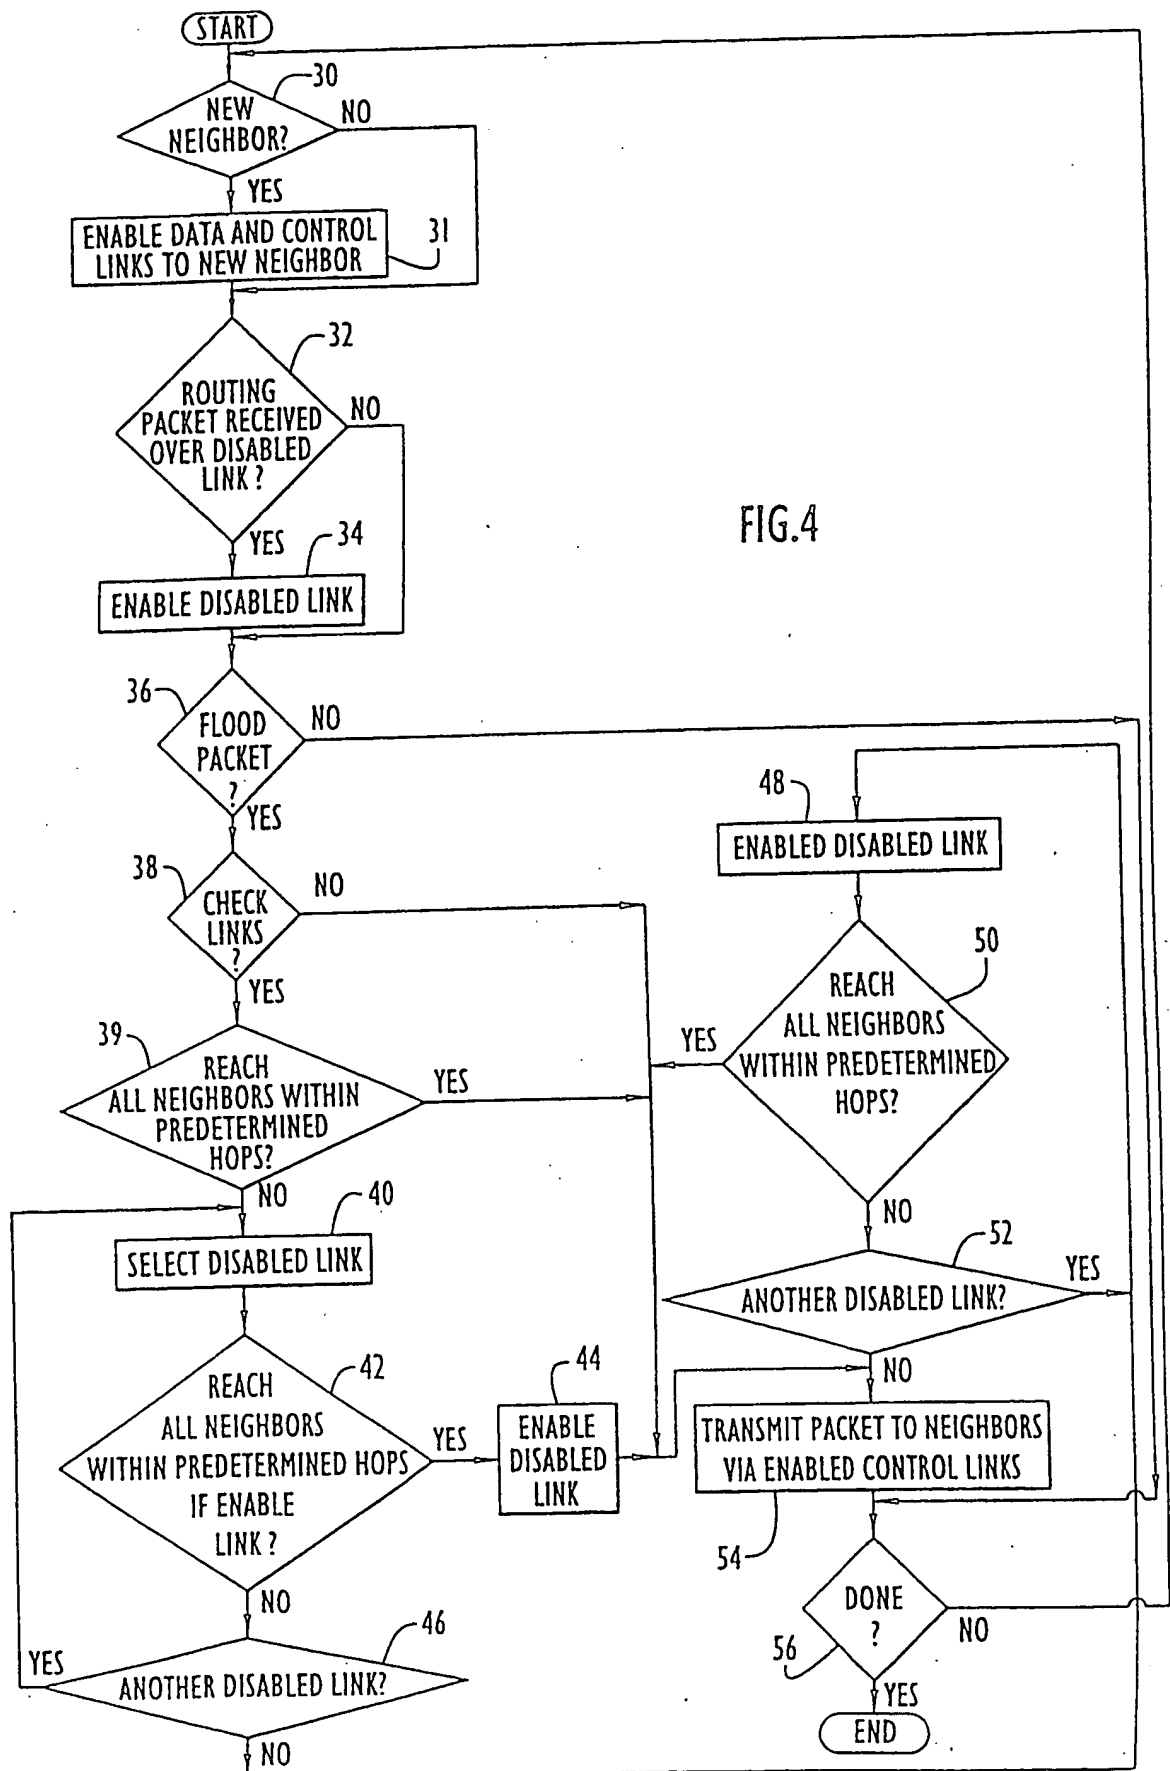 START
30
NEW
NEIGHBOR?
NO
YES
ENABLE DATA AND CONTROL
LINKS TO NEW NEIGHBOR
31
32
ROUTING
PACKET RECEIVED
OVER DISABLED
LINK ?
NO
YES
34
ENABLE DISABLED LINK
FIG.4
36
FLOOD
PACKET
?
NO
YES
38
CHECK
LINKS
?
NO
YES
39
REACH
ALL NEIGHBORS WITHIN
PREDETERMINED
HOPS?
YES
NO
40
SELECT DISABLED LINK
42
REACH
ALL NEIGHBORS
WITHIN PREDETERMINED HOPS
IF ENABLE
LINK ?
YES
NO
44
ENABLE
DISABLED
LINK
46
ANOTHER DISABLED LINK?
YES
NO
48
ENABLED DISABLED LINK
50
REACH
ALL NEIGHBORS
WITHIN PREDETERMINED
HOPS?
YES
NO
52
ANOTHER DISABLED LINK?
YES
NO
TRANSMIT PACKET TO NEIGHBORS
VIA ENABLED CONTROL LINKS
54
DONE
?
56
NO
YES
END